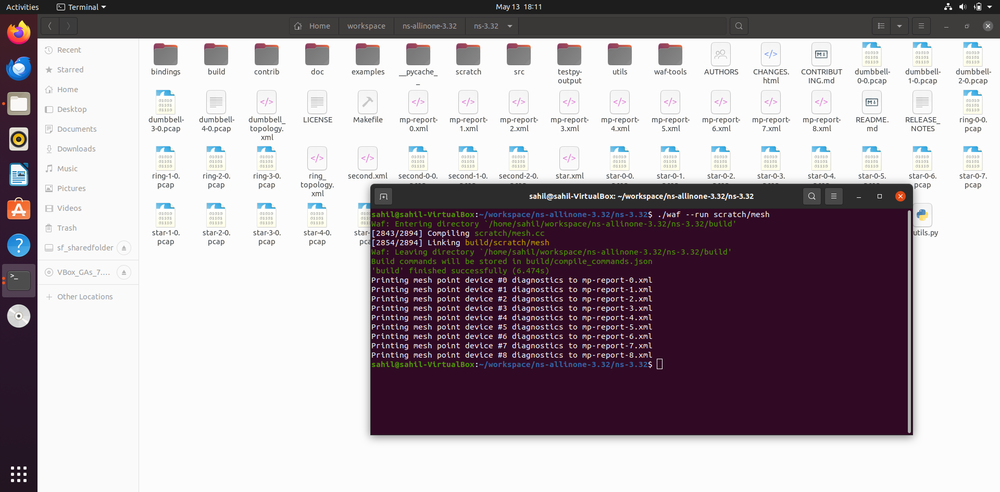 Activities
Terminal
May 13 18:11
Home
workspace
ns-allinone-3.32
ns-3.32
Recent
Starred
Home
Desktop
Documents
Downloads
Music
Pictures
Videos
Trash
sf_sharedfolder
VBox_GAs_7....
Other Locations
bindings
build
contrib
doc
examples
__pycache_
_
scratch
src
testpy-
output
utils
waf-tools
AUTHORS
CHANGES.
html
CONTRIBUT
ING.md
dumbbell-
0-0.pcap
dumbbell-
1-0.pcap
dumbbell-
2-0.pcap
dumbbell-
3-0.pcap
dumbbell-
4-0.pcap
dumbbell_
topology.
xml
LICENSE
Makefile
mp-report-
0.xml
mp-report-
1.xml
mp-report-
2.xml
mp-report-
3.xml
mp-report-
4.xml
mp-report-
5.xml
mp-report-
6.xml
mp-report-
7.xml
mp-report-
8.xml
README.
md
RELEASE_
NOTES
ring-0-0.
pcap
ring-1-0.
pcap
ring-2-0.
pcap
ring-3-0.
pcap
ring_
topology.
xml
second.xml
second-0-0.
second-1-0.
second-2-0.
star.xml
star-0-0.
star-0-1.
star-0-2.
star-0-3.
star-0-4.
star-0-5.
star-0-6.
pcap
star-0-7.
pcap
star-1-0.
pcap
star-2-0.
pcap
star-3-0.
pcap
star-4-0.
pcap
star-
utils.py
sahil@sahil-VirtualBox: ~/workspace/ns-allinone-3.32/ns-3.32
sahil@sahil-VirtualBox:~/workspace/ns-allinone-3.32/ns-3.32$ ./waf --run scratch/mesh
Waf: Entering directory `/home/sahil/workspace/ns-allinone-3.32/ns-3.32/build'
[2843/2894] Compiling scratch/mesh.cc
[2854/2894] Linking build/scratch/mesh
Waf: Leaving directory `/home/sahil/workspace/ns-allinone-3.32/ns-3.32/build'
Build commands will be stored in build/compile_commands.json
'build' finished successfully (6.474s)
Printing mesh point device #0 diagnostics to mp-report-0.xml
Printing mesh point device #1 diagnostics to mp-report-1.xml
Printing mesh point device #2 diagnostics to mp-report-2.xml
Printing mesh point device #3 diagnostics to mp-report-3.xml
Printing mesh point device #4 diagnostics to mp-report-4.xml
Printing mesh point device #5 diagnostics to mp-report-5.xml
Printing mesh point device #6 diagnostics to mp-report-6.xml
Printing mesh point device #7 diagnostics to mp-report-7.xml
Printing mesh point device #8 diagnostics to mp-report-8.xml
sahil@sahil-VirtualBox:~/workspace/ns-allinone-3.32/ns-3.32$